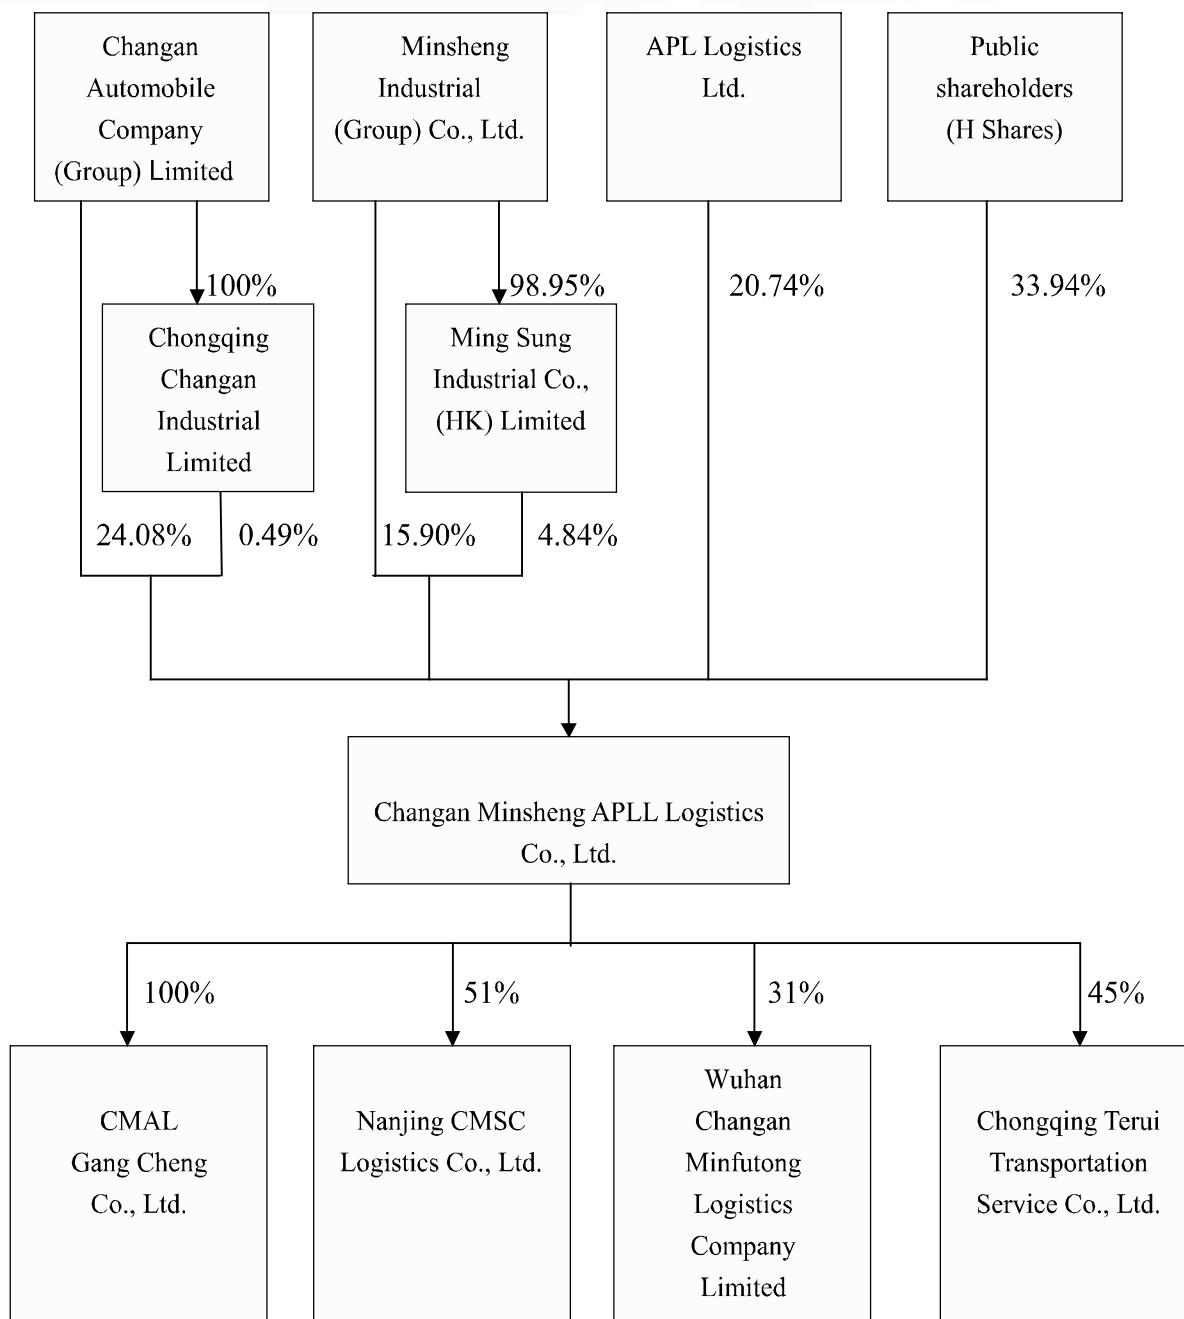 Changan
Automobile
Company
(Group) Limited
Minsheng
Industrial
(Group) Co., Ltd.
APL Logistics
Ltd.
Public
shareholders
(H Shares)
100%
98.95%
20.74%
33.94%
Chongqing
Changan
Industrial
Limited
Ming Sung
Industrial Co.,
(HK) Limited
24.08%
0.49%
15.90%
4.84%
Changan Minsheng APLL Logistics
Co., Ltd.
100%
51%
31%
45%
CMAL
Gang Cheng
Co., Ltd.
Nanjing CMSC
Logistics Co., Ltd.
Wuhan
Changan
Minfutong
Logistics
Company
Limited
Chongqing Terui
Transportation
Service Co., Ltd.